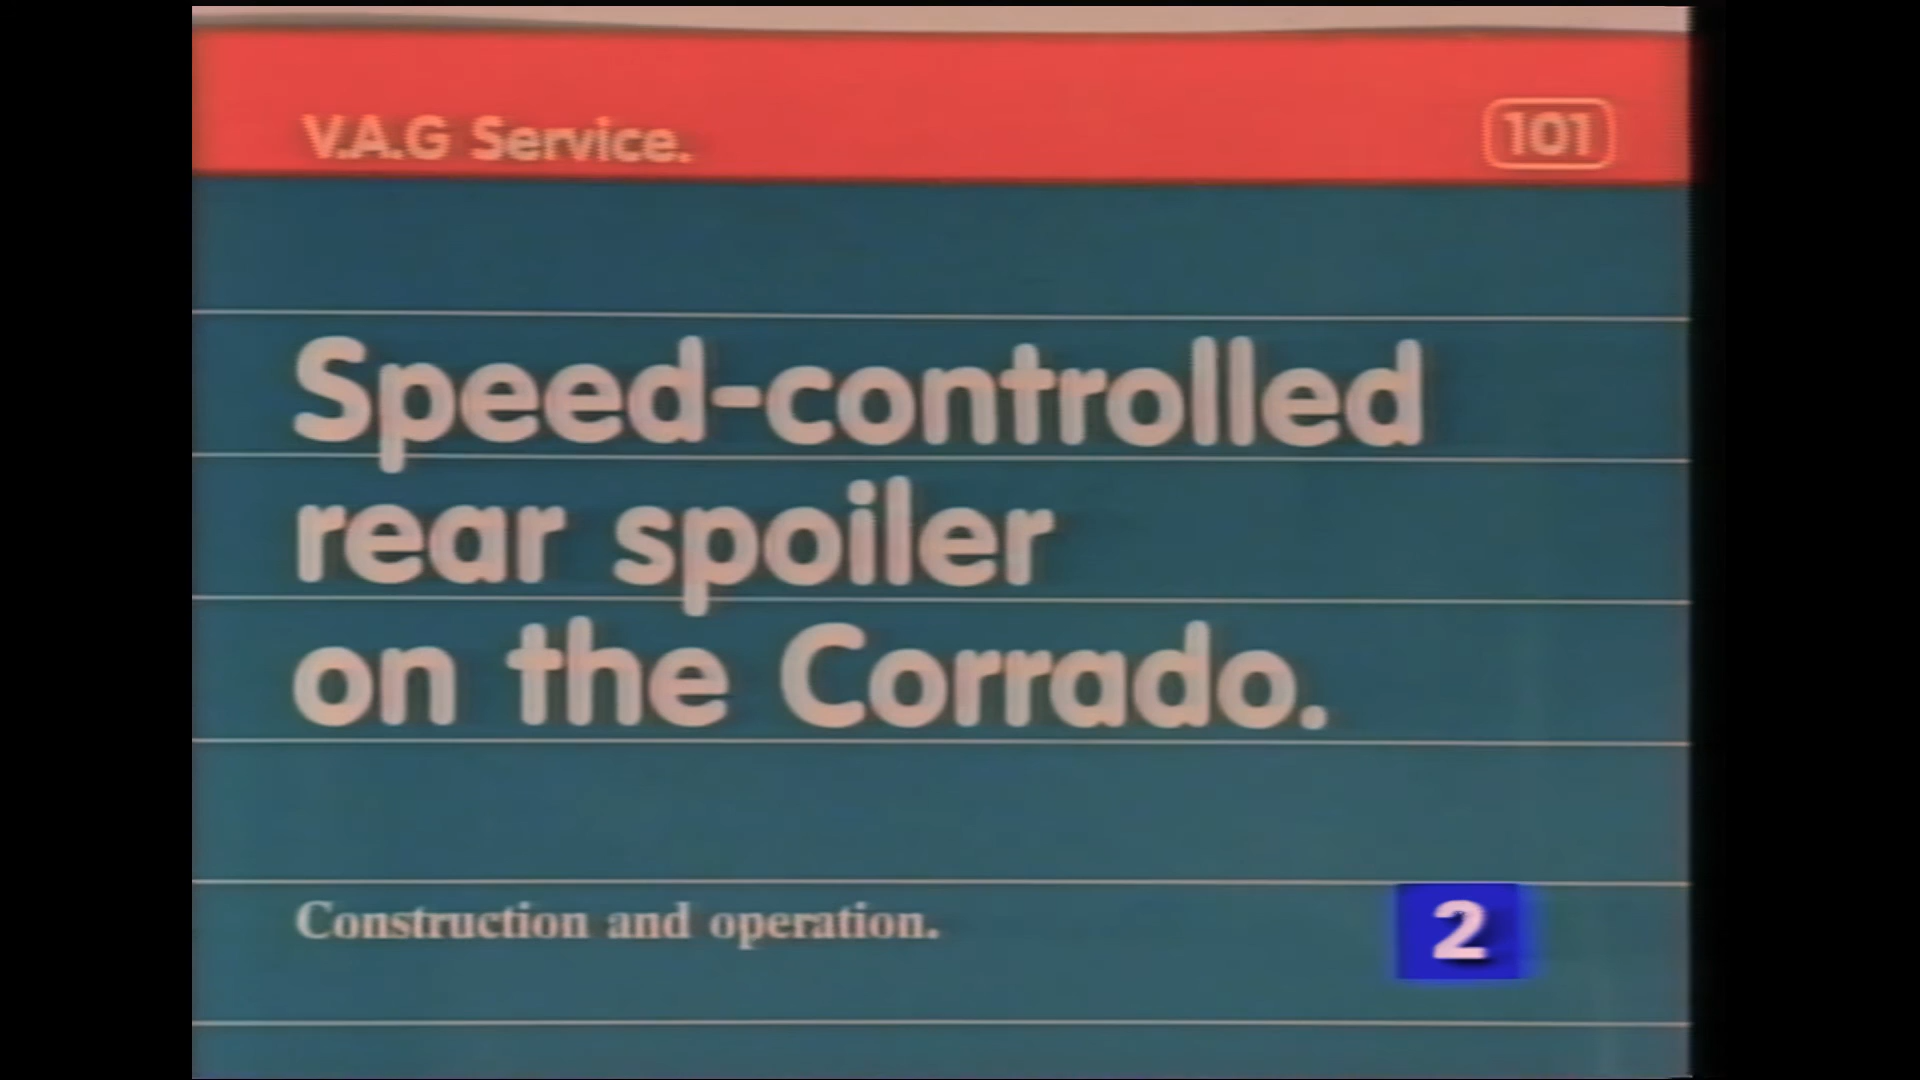 V.A.G Service.
101
Speed-controlled
rear spoiler
on the Corrado.
Construction and operation.
2